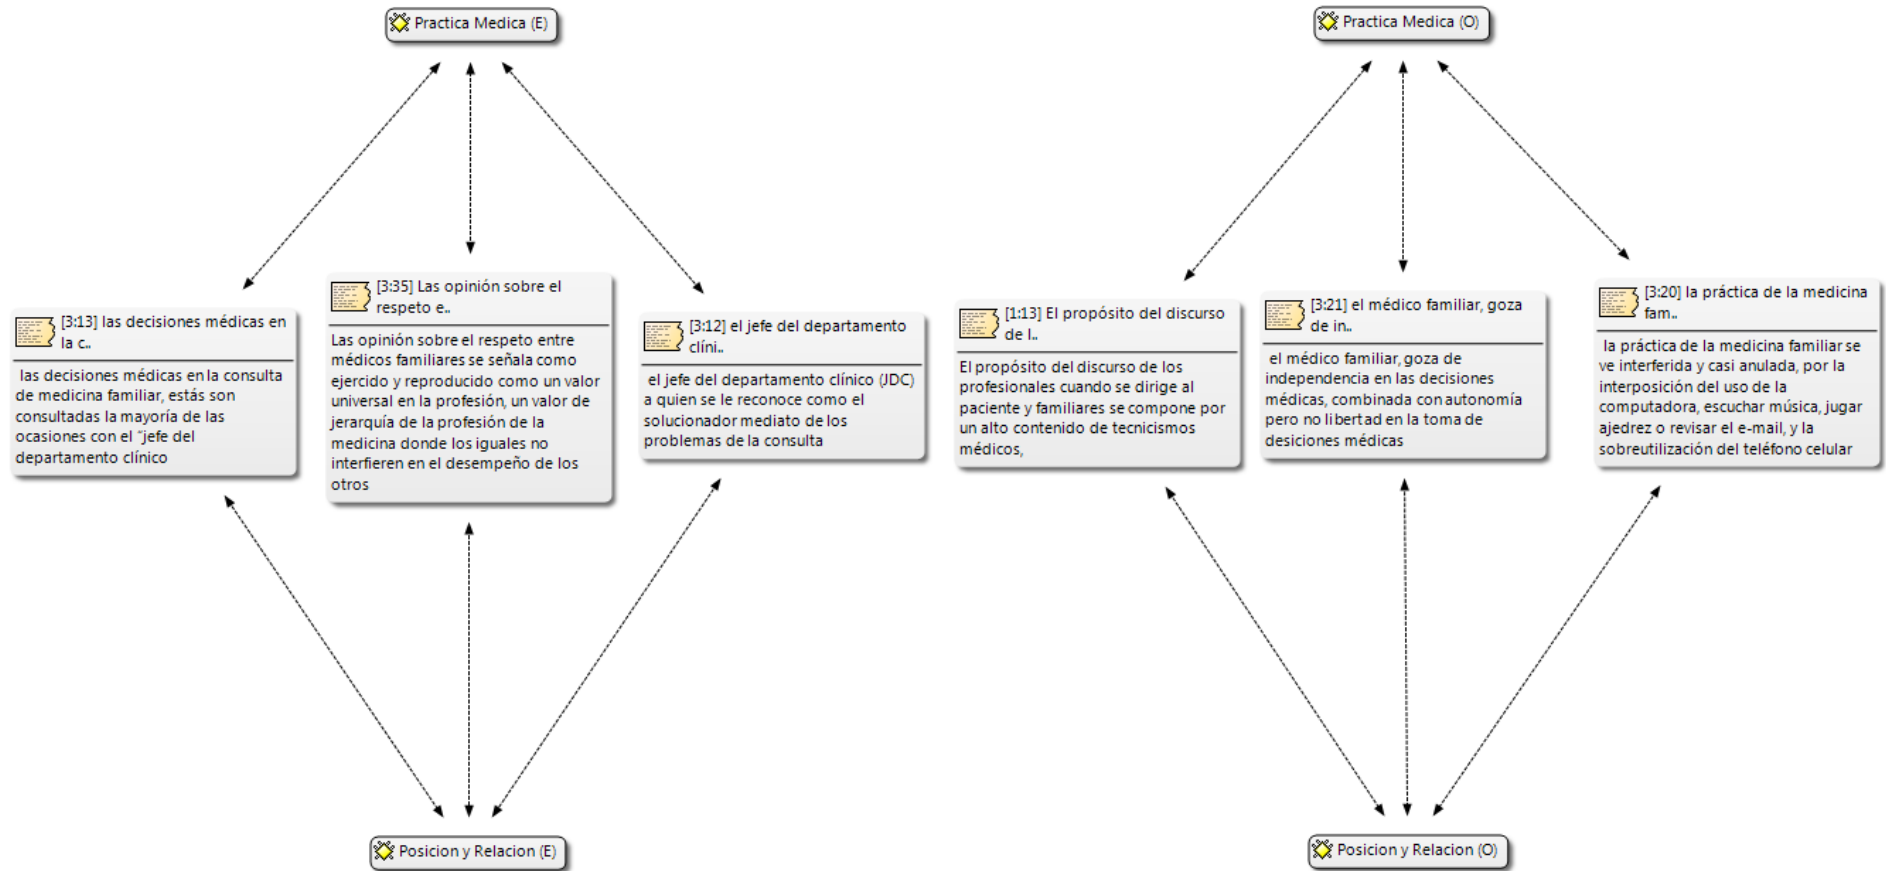 Practica Medica (E)
[3:13] las decisiones médicas en
la c..
las decisiones médicas en la consulta
de medicina familiar, estás son
consultadas la mayoría de las
ocasiones con el “jefe del
departamento clínico
[3:35] Las opinión sobre el
respeto e..
Las opinión sobre el respeto entre
médicos familiares se señala como
ejercido y reproducido como un valor
universal en la profesión, un valor de
jerarquía de la profesión de la
medicina donde los iguales no
interfieren en el desempeño de los
otros
[3:12] el jefe del departamento
clíni..
el jefe del departamento clínico (JDC)
a quien se le reconoce como el
solucionador mediato de los
problemas de la consulta
Posicion y Relacion (E)
Practica Medica (O)
[1:13] El propósito del discurso
de l..
El propósito del discurso de los
profesionales cuando se dirige al
paciente y familiares se compone por
un alto contenido de tecnicismos
médicos,
[3:21] el médico familiar, goza
de in..
el médico familiar, goza de
independencia en las decisiones
médicas, combinada con autonomía
pero no libertad en la toma de
desiciones médicas
[3:20] la práctica de la medicina
fam..
la práctica de la medicina familiar se
ve interferida y casi anulada, por la
interposición del uso de la
computadora, escuchar música, jugar
ajedrez o revisar el e-mail, y la
sobreutilización del teléfono celular
Posicion y Relacion (O)